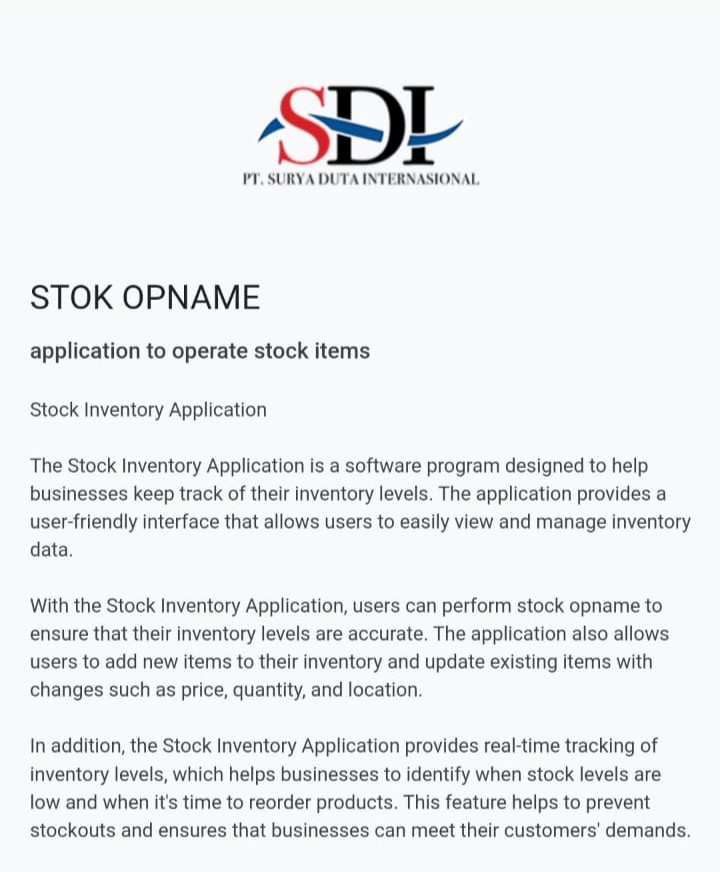 SDI
PT. SURYA DUTA INTERNASIONAL
STOK OPNAME
application to operate stock items
Stock Inventory Application
The Stock Inventory Application is a software program designed to help
businesses keep track of their inventory levels. The application provides a
user-friendly interface that allows users to easily view and manage inventory
data.
With the Stock Inventory Application, users can perform stock opname to
ensure that their inventory levels are accurate. The application also allows
users to add new items to their inventory and update existing items with
changes such as price, quantity, and location.
In addition, the Stock Inventory Application provides real-time tracking of
inventory levels, which helps businesses to identify when stock levels are
low and when it's time to reorder products. This feature helps to prevent
stockouts and ensures that businesses can meet their customers' demands.